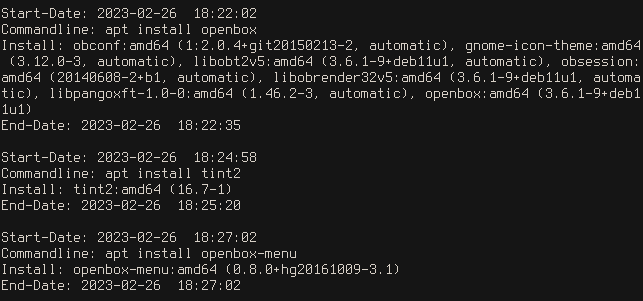 Start-Date: 2023-02-26  18:22:02
Commandline: apt install openbox
Install: obconf:amd64 (1:2.0.4+git20150213-2, automatic), gnome-icon-theme:amd64
 (3.12.0-3, automatic), libobt2v5:amd64 (3.6.1-9+deb11u1, automatic), obsession:
amd64 (20140608-2+b1, automatic), libobrender32v5:amd64 (3.6.1-9+deb11u1, automa
tic), libpangoxft-1.0-0:amd64 (1.46.2-3, automatic), openbox:amd64 (3.6.1-9+deb1
1u1)
End-Date: 2023-02-26  18:22:35

Start-Date: 2023-02-26  18:24:58
Commandline: apt install tint2
Install: tint2:amd64 (16.7-1)
End-Date: 2023-02-26  18:25:20

Start-Date: 2023-02-26  18:27:02
Commandline: apt install openbox-menu
Install: openbox-menu:amd64 (0.8.0+hg20161009-3.1)
End-Date: 2023-02-26  18:27:02